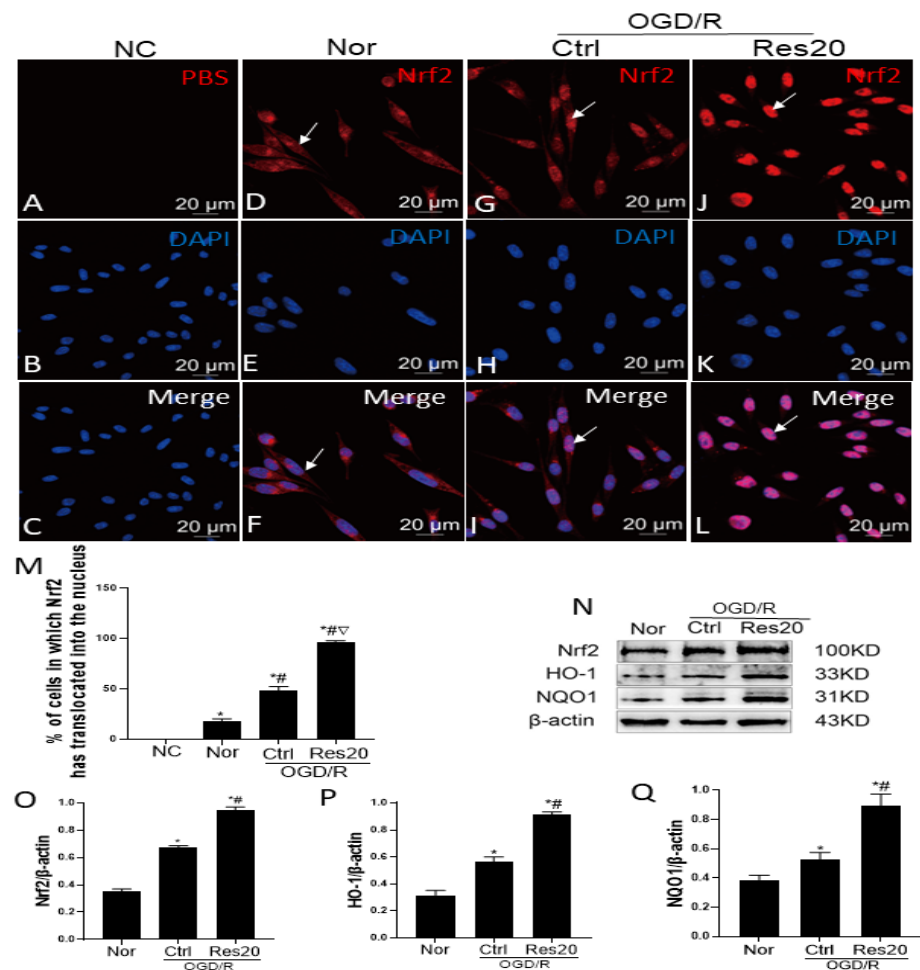 OGD/R
NC Nor Ctrl Res20
PBS Nrf2 Nrf2 Nrf2
A 20 μm D 20 μm G 20 μm J 20 μm
DAPI DAPI DAPI DAPI
B 20 μm E 20 μm H 20 μm K 20 μm
Merge Merge Merge Merge
C 20 μm F 20 μm I 20 μm L 20 μm
M
% of cells in which Nrf2
has translocated into the nucleus
150
100
50
0
*
*#
*#▽
NC Nor Ctrl Res20
OGD/R
N
OGD/R
Nor Ctrl Res20
Nrf2 100KD
HO-1 33KD
NQO1 31KD
β-actin 43KD
O
Nrf2/β-actin
1.0
0.8
0.6
0.4
0.2
0.0
*
*#
Nor Ctrl Res20
OGD/R
P
HO-1/β-actin
1.0
0.8
0.6
0.4
0.2
0.0
*
*#
Nor Ctrl Res20
OGD/R
Q
NQO1/β-actin
1.0
0.8
0.6
0.4
0.2
0.0
*
*#
Nor Ctrl Res20
OGD/R